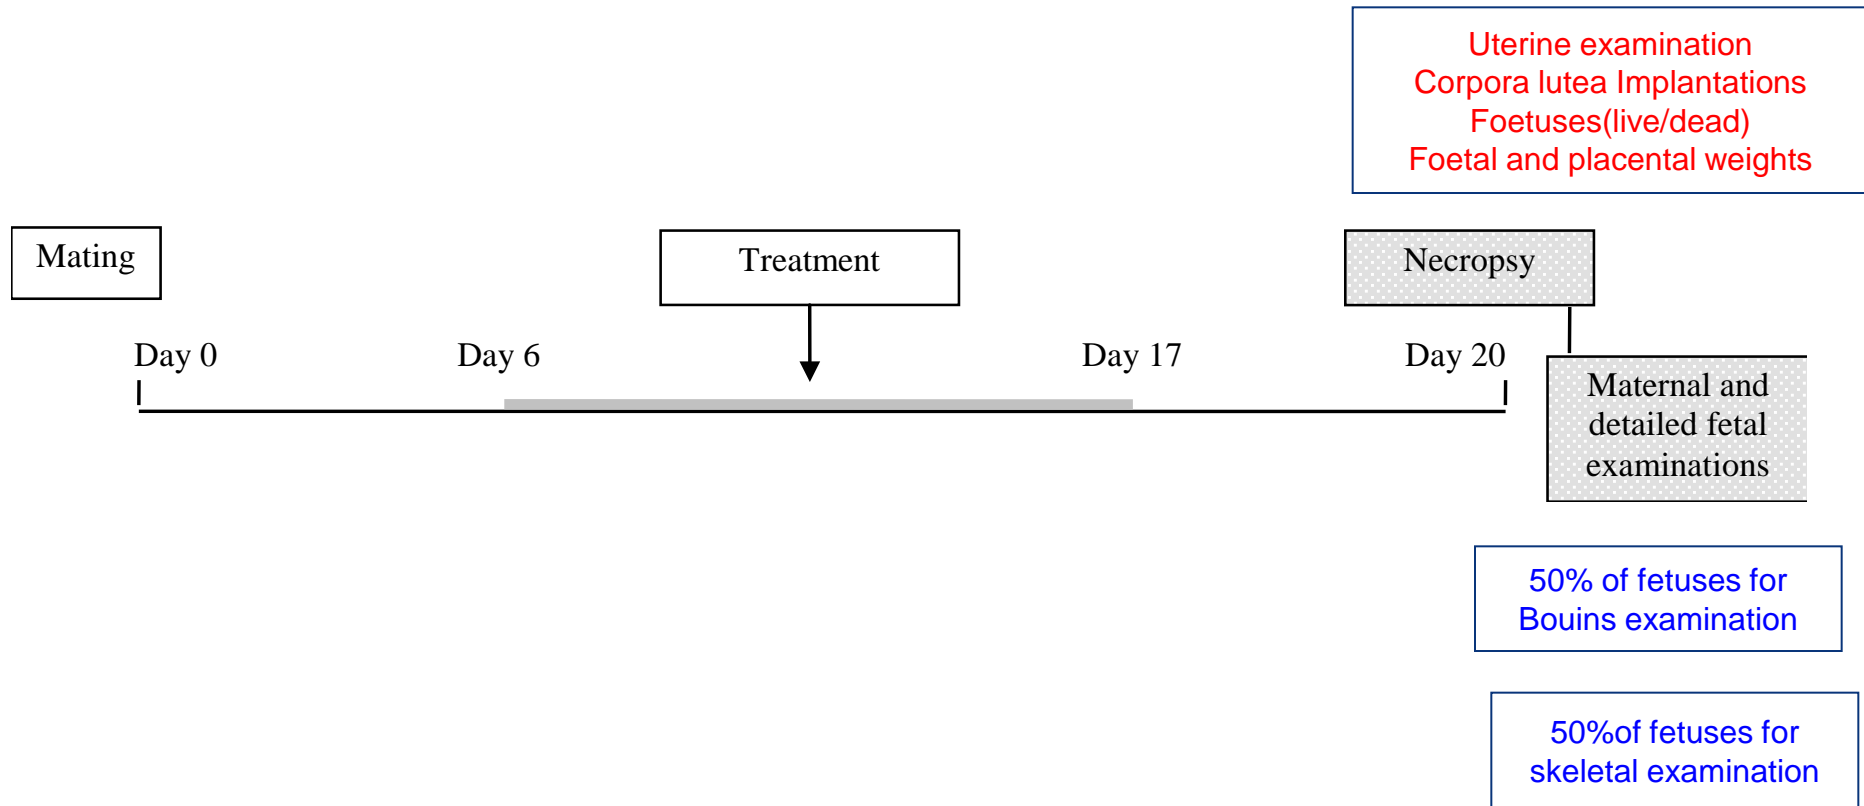 Uterine examination
Corpora lutea Implantations
Foetuses(live/dead)
Foetal and placental weights
Mating
Treatment
Necropsy
Day 0
Day 6
Day 17
Day 20
Maternal and
detailed fetal
examinations
50% of fetuses for
Bouins examination
50%of fetuses for
skeletal examination